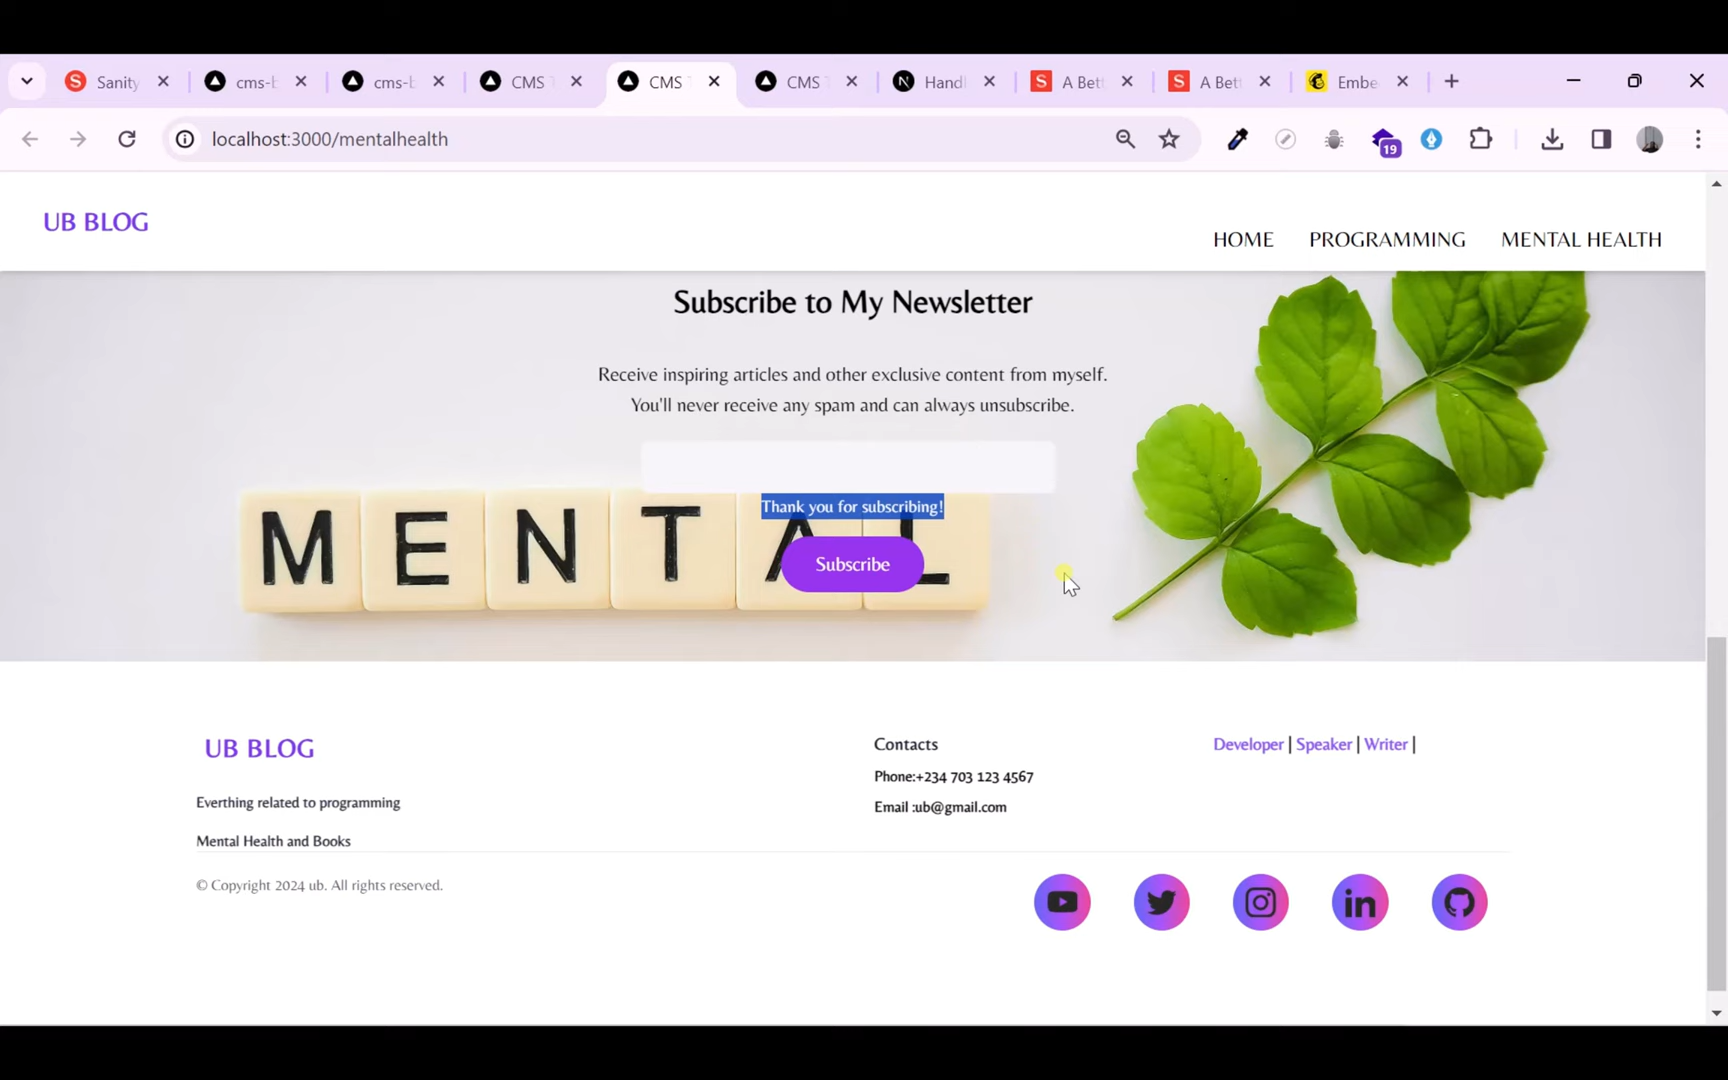 Sanity
cms-b
cms-b
CMS T
CMS T
CMS T
Handl
A Bett
A Bett
Embe
localhost:3000/mentalhealth
19
UB BLOG
HOME
PROGRAMMING
MENTAL HEALTH
Subscribe to My Newsletter
Receive inspiring articles and other exclusive content from myself.
You'll never receive any spam and can always unsubscribe.
Thank you for subscribing!
MENTAL
Subscribe
UB BLOG
Everthing related to programming
Mental Health and Books
© Copyright 2024 ub. All rights reserved.
Contacts
Phone:+234 703 123 4567
Email :ub@gmail.com
Developer | Speaker | Writer |